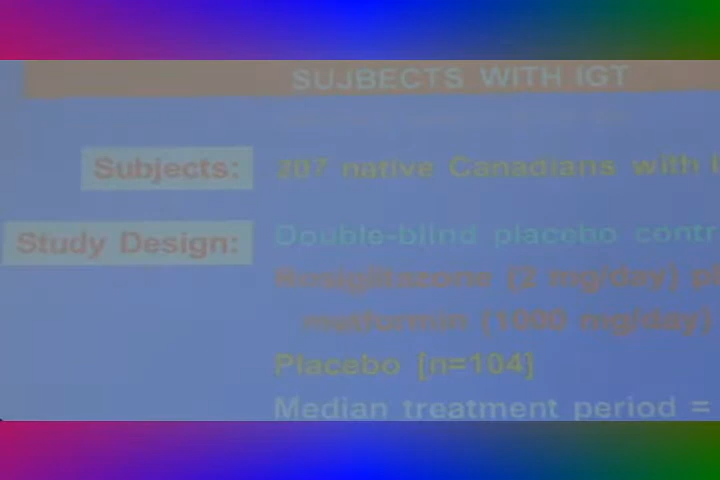 SUJBECTS WITH IGT
Subjects: 207 native Canadians with
Study Design: Double-blind placebo contr
Rosiglitazone (2 mg/day)
metformin (1000 mg/day)
Placebo [n=104]
Median treatment period =